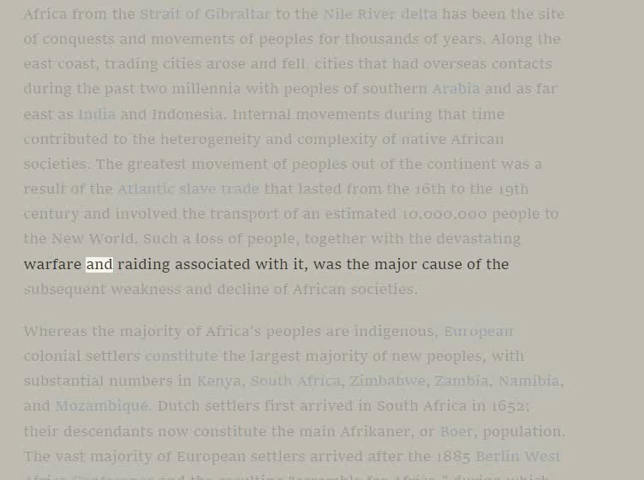 Africa from the Strait of Gibraltar to the Nile River delta has been the site
of conquests and movements of peoples for thousands of years. Along the
east coast, trading cities arose and fell, cities that had overseas contacts
during the past two millennia with peoples of southern Arabia and as far
east as India and Indonesia. Internal movements during that time
contributed to the heterogeneity and complexity of native African
societies. The greatest movement of peoples out of the continent was a
result of the Atlantic slave trade that lasted from the 16th to the 19th
century and involved the transport of an estimated 10,000,000 people to
the New World. Such a loss of people, together with the devastating
warfare and raiding associated with it, was the major cause of the
subsequent weakness and decline of African societies.
Whereas the majority of Africa's peoples are indigenous, European
colonial settlers constitute the largest majority of new peoples, with
substantial numbers in Kenya, South Africa, Zimbabwe, Zambia, Namibia,
and Mozambique. Dutch settlers first arrived in South Africa in 1652;
their descendants now constitute the main Afrikaner, or Boer, population.
The vast majority of European settlers arrived after the 1885 Berlin West
Africa Conference and the resulting "scramble for Africa," during which